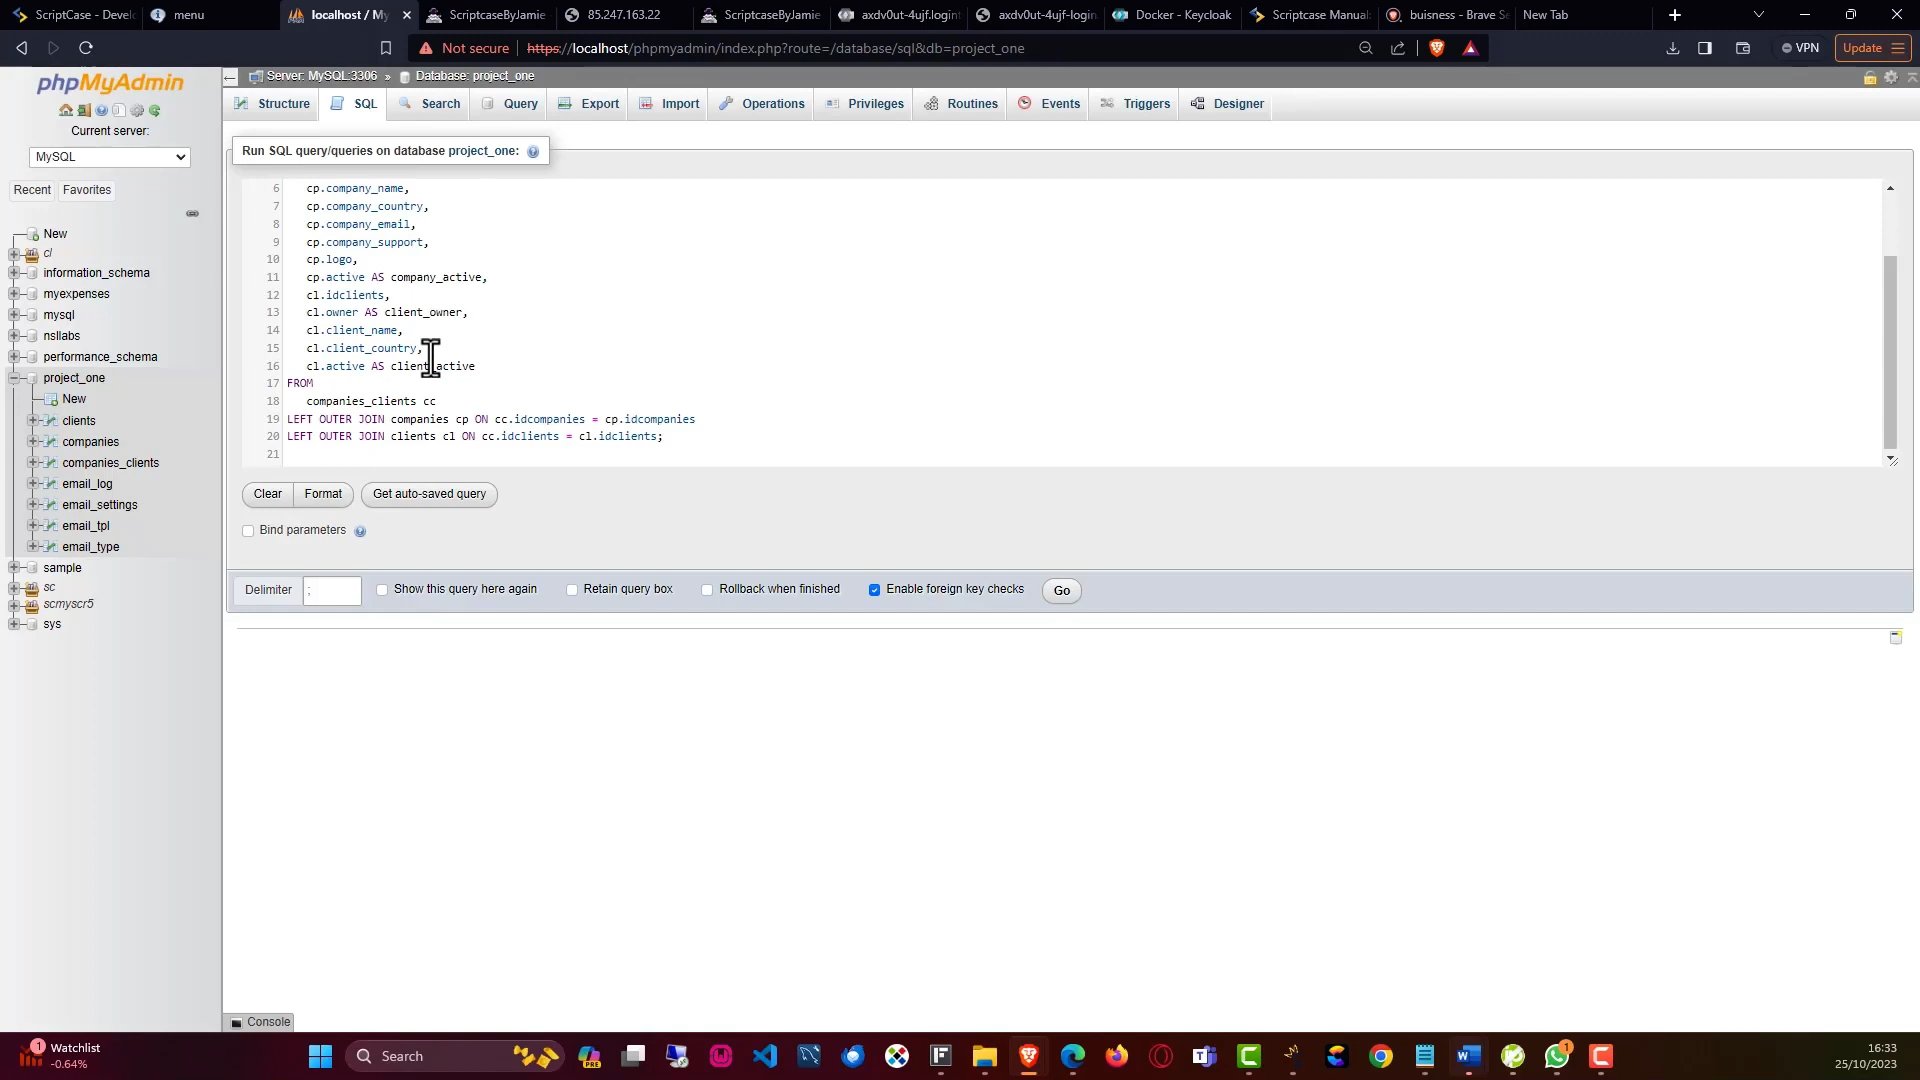 ScriptCase - Devel
menu
localhost / My
ScriptcaseByJamie
85.247.163.22
ScriptcaseByJamie
axdv0ut-4ujf.logint
axdv0ut-4ujf-login.
Docker - Keycloak
Scriptcase Manual
buisness - Brave Se
New Tab
Not secure
https://localhost/phpmyadmin/index.php?route=/database/sql&db=project_one
VPN
Update
phpMyAdmin
Current server:
MySQL
Recent
Favorites
New
cl
information_schema
myexpenses
mysql
nsllabs
performance_schema
project_one
New
clients
companies
companies_clients
email_log
email_settings
email_tpl
email_type
sample
sc
scmyscr5
sys
Server: MySQL:3306 » Database: project_one
Structure
SQL
Search
Query
Export
Import
Operations
Privileges
Routines
Events
Triggers
Designer
Run SQL query/queries on database project_one:
6 cp.company_name,
7 cp.company_country,
8 cp.company_email,
9 cp.company_support,
10 cp.logo,
11 cp.active AS company_active,
12 cl.idclients,
13 cl.owner AS client_owner,
14 cl.client_name,
15 cl.client_country,
16 cl.active AS client_active
17 FROM
18 companies_clients cc
19 LEFT OUTER JOIN companies cp ON cc.idcompanies = cp.idcompanies
20 LEFT OUTER JOIN clients cl ON cc.idclients = cl.idclients;
21
Clear
Format
Get auto-saved query
Bind parameters
Delimiter
;
Show this query here again
Retain query box
Rollback when finished
Enable foreign key checks
Go
Console
1
Watchlist
-0.64%
Search
PRE
1
16:33
25/10/2023